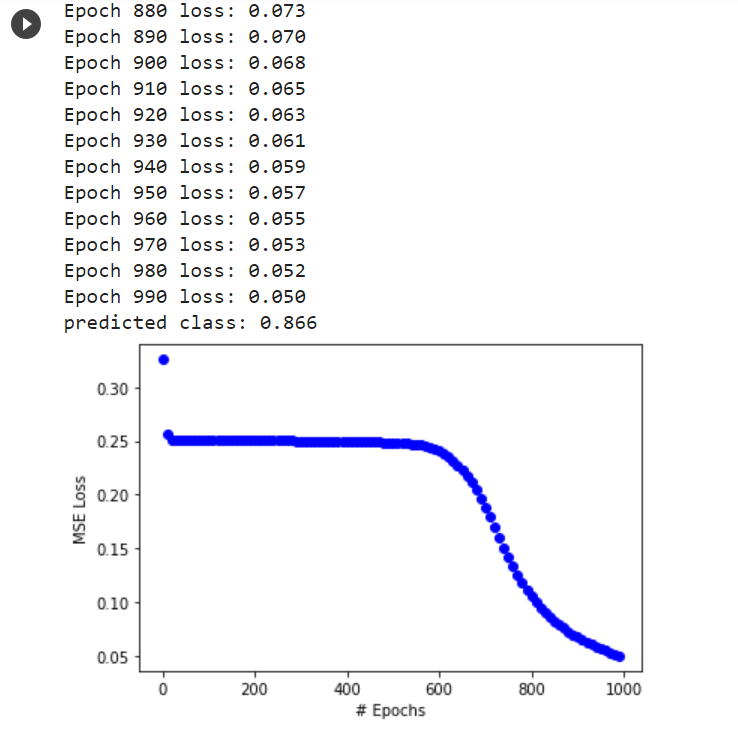 Epoch 880 loss: 0.073
Epoch 890 loss: 0.070
Epoch 900 loss: 0.068
Epoch 910 loss: 0.065
Epoch 920 loss: 0.063
Epoch 930 loss: 0.061
Epoch 940 loss: 0.059
Epoch 950 loss: 0.057
Epoch 960 loss: 0.055
Epoch 970 loss: 0.053
Epoch 980 loss: 0.052
Epoch 990 loss: 0.050
predicted class: 0.866
0.30
0.25
0.20
0.15
0.10
0.05
MSE Loss
0 200 400 600 800 1000
# Epochs